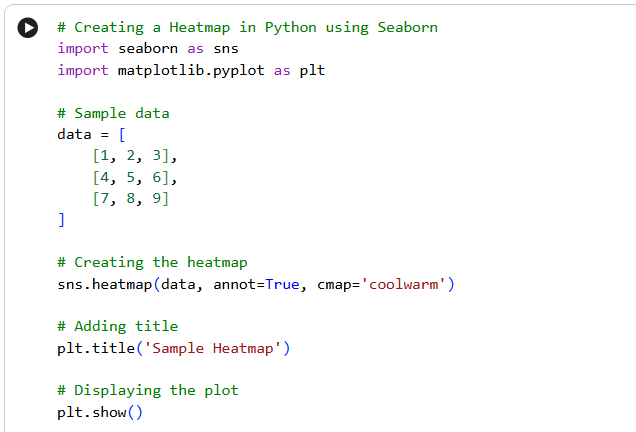 # Creating a Heatmap in Python using Seaborn
import seaborn as sns
import matplotlib.pyplot as plt
# Sample data
data = [
    [1, 2, 3],
    [4, 5, 6],
    [7, 8, 9]
]
# Creating the heatmap
sns.heatmap(data, annot=True, cmap='coolwarm')
# Adding title
plt.title('Sample Heatmap')
# Displaying the plot
plt.show()